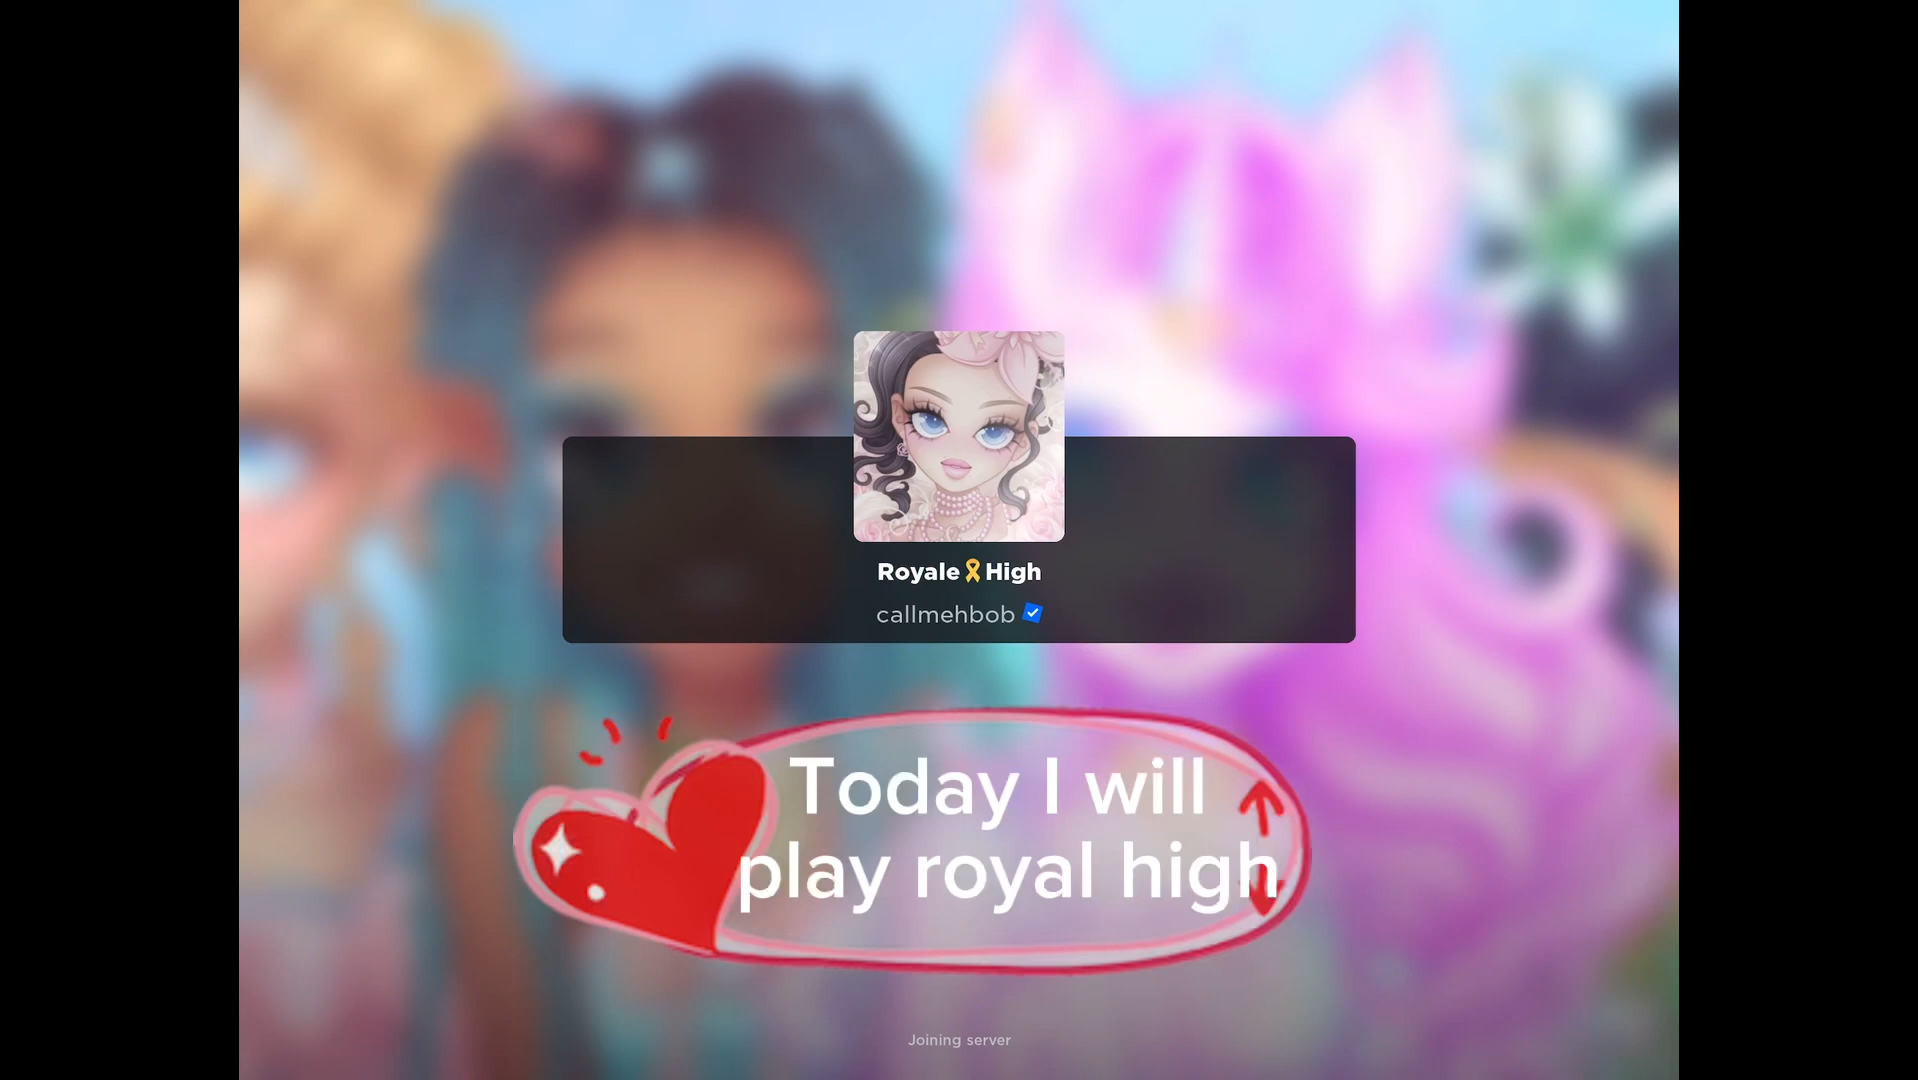 Royale🎗High
callmehbob
Today I will
play royal high
Joining server